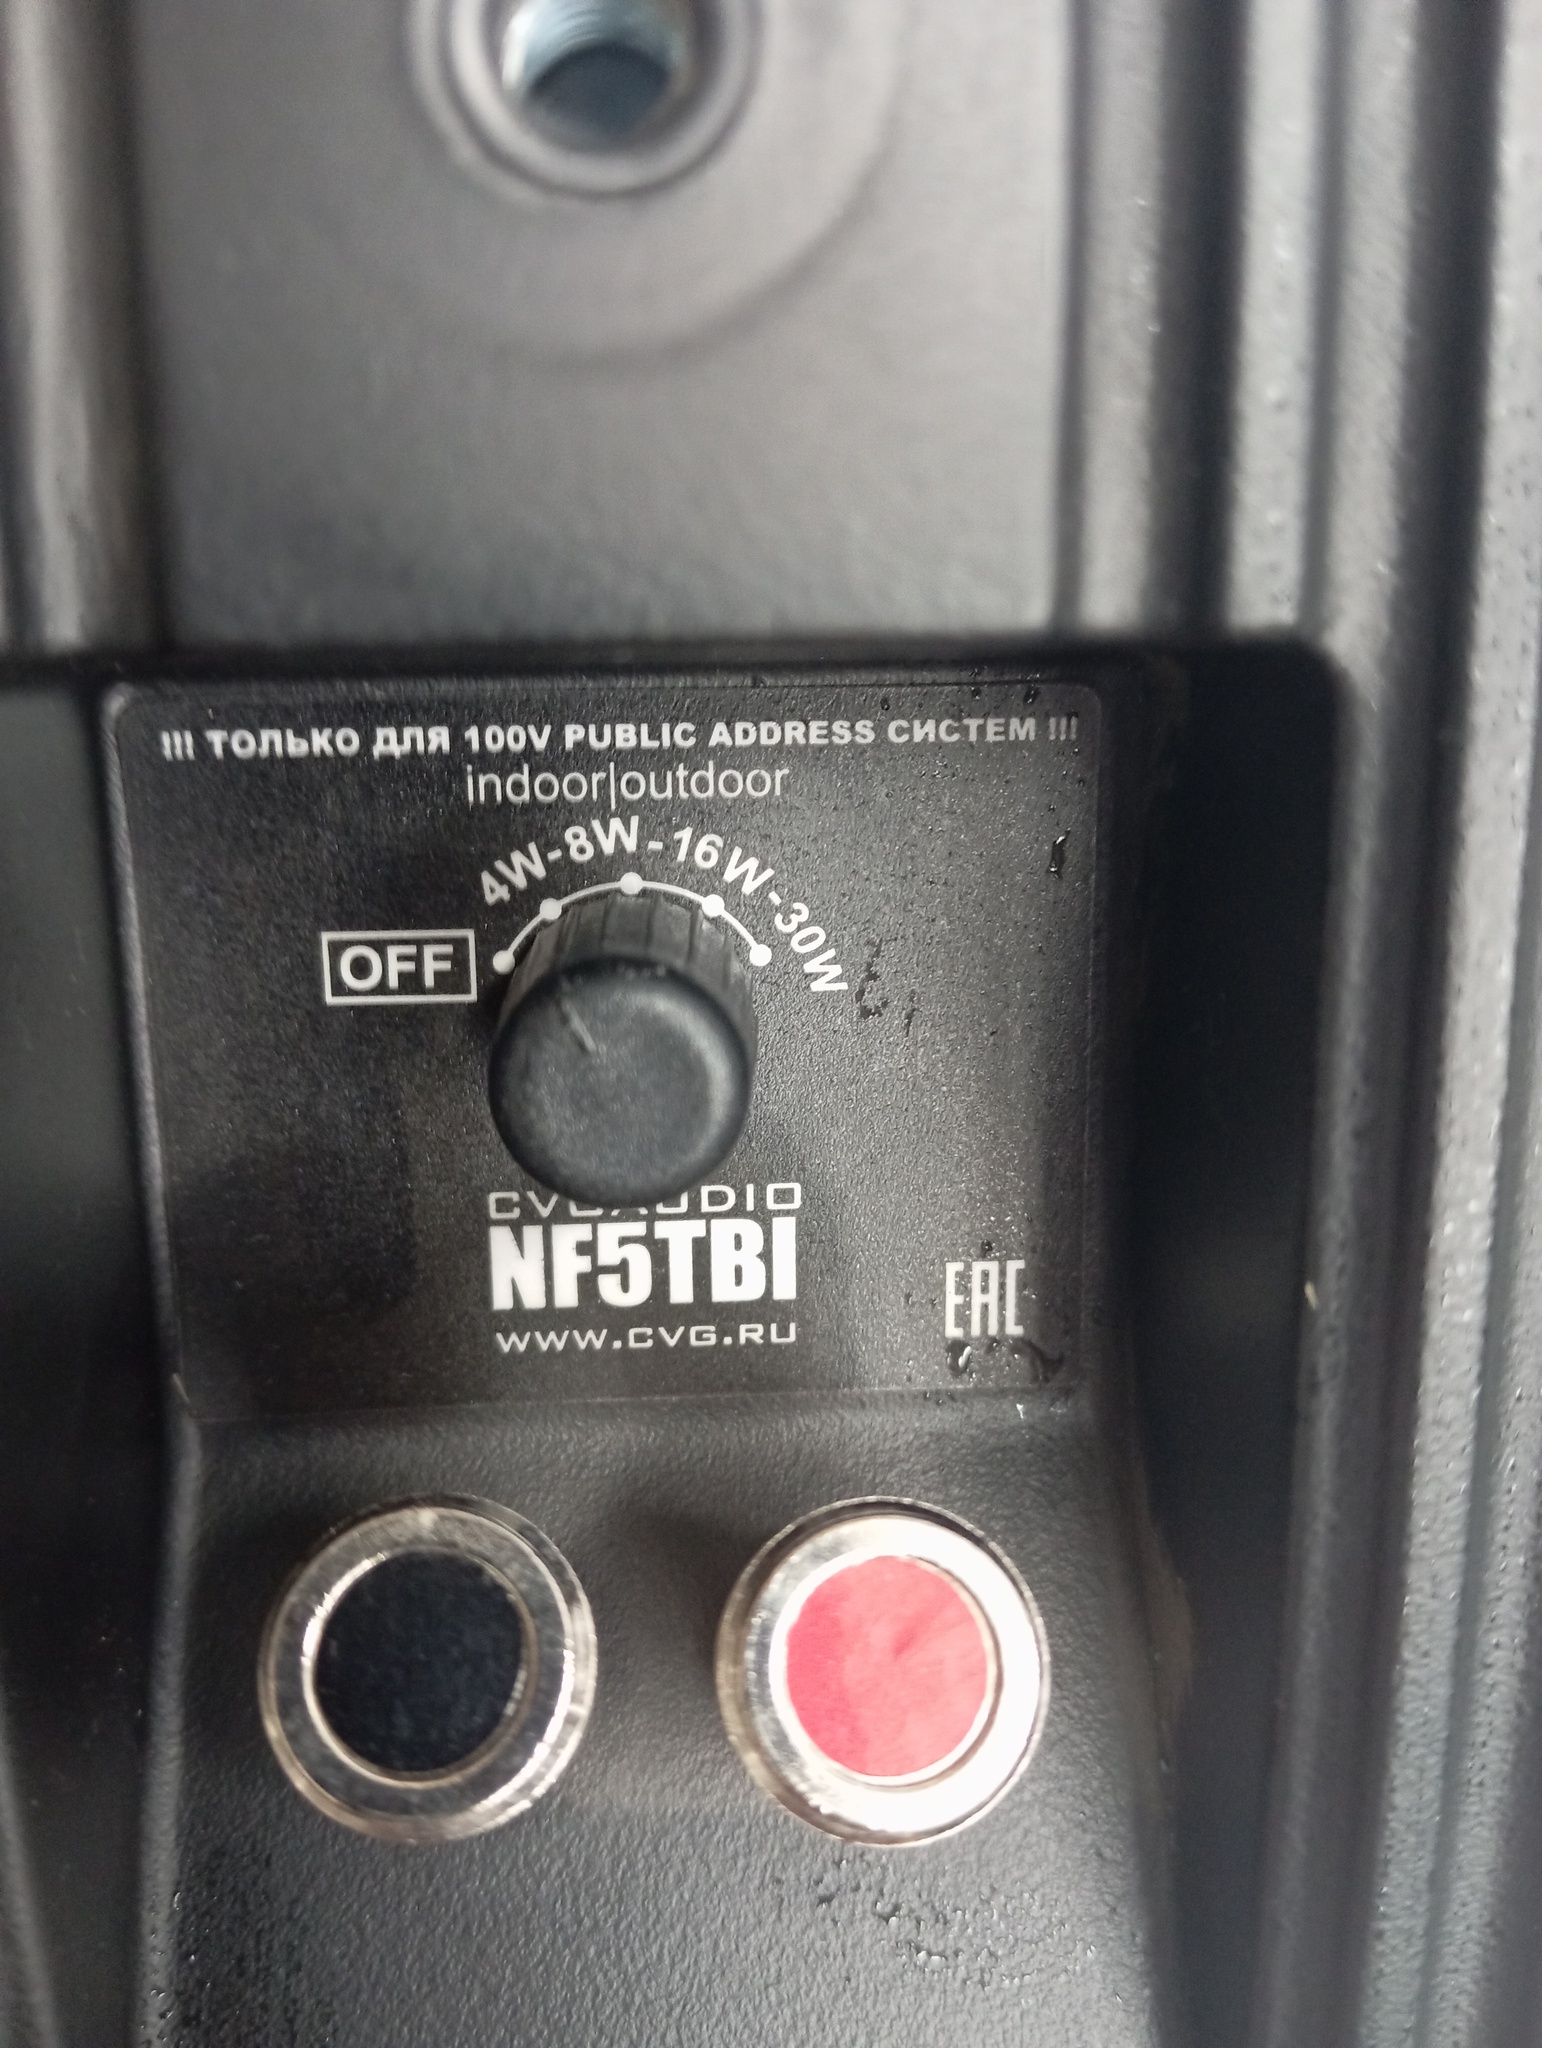 !!! ТОЛЬКО ДЛЯ 100V PUBLIC ADDRESS СИСТЕМ !!!
indoor|outdoor
4W-8W-16W-30W
OFF
CVGAUDIO
NF5TBI
WWW.CVG.RU
EAC